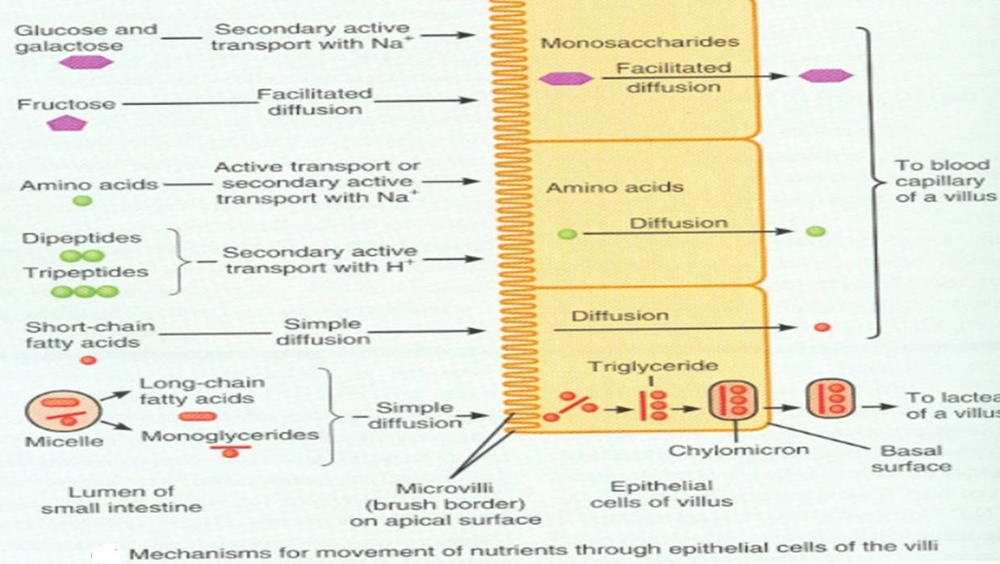 Glucose and
galactose
Secondary active
transport with Na+
Fructose
Facilitated
diffusion
Amino acids
Active transport or
secondary active
transport with Na+
Dipeptides
Tripeptides
Secondary active
transport with H+
Short-chain
fatty acids
Simple
diffusion
Long-chain
fatty acids
Micelle
Monoglycerides
Simple
diffusion
Lumen of
small intestine
Microvilli
(brush border)
on apical surface
Monosaccharides
Facilitated
diffusion
Amino acids
Diffusion
Diffusion
Triglyceride
Chylomicron
Epithelial
cells of villus
Basal
surface
To blood
capillary
of a villus
To lactea
of a villus
Mechanisms for movement of nutrients through epithelial cells of the villi